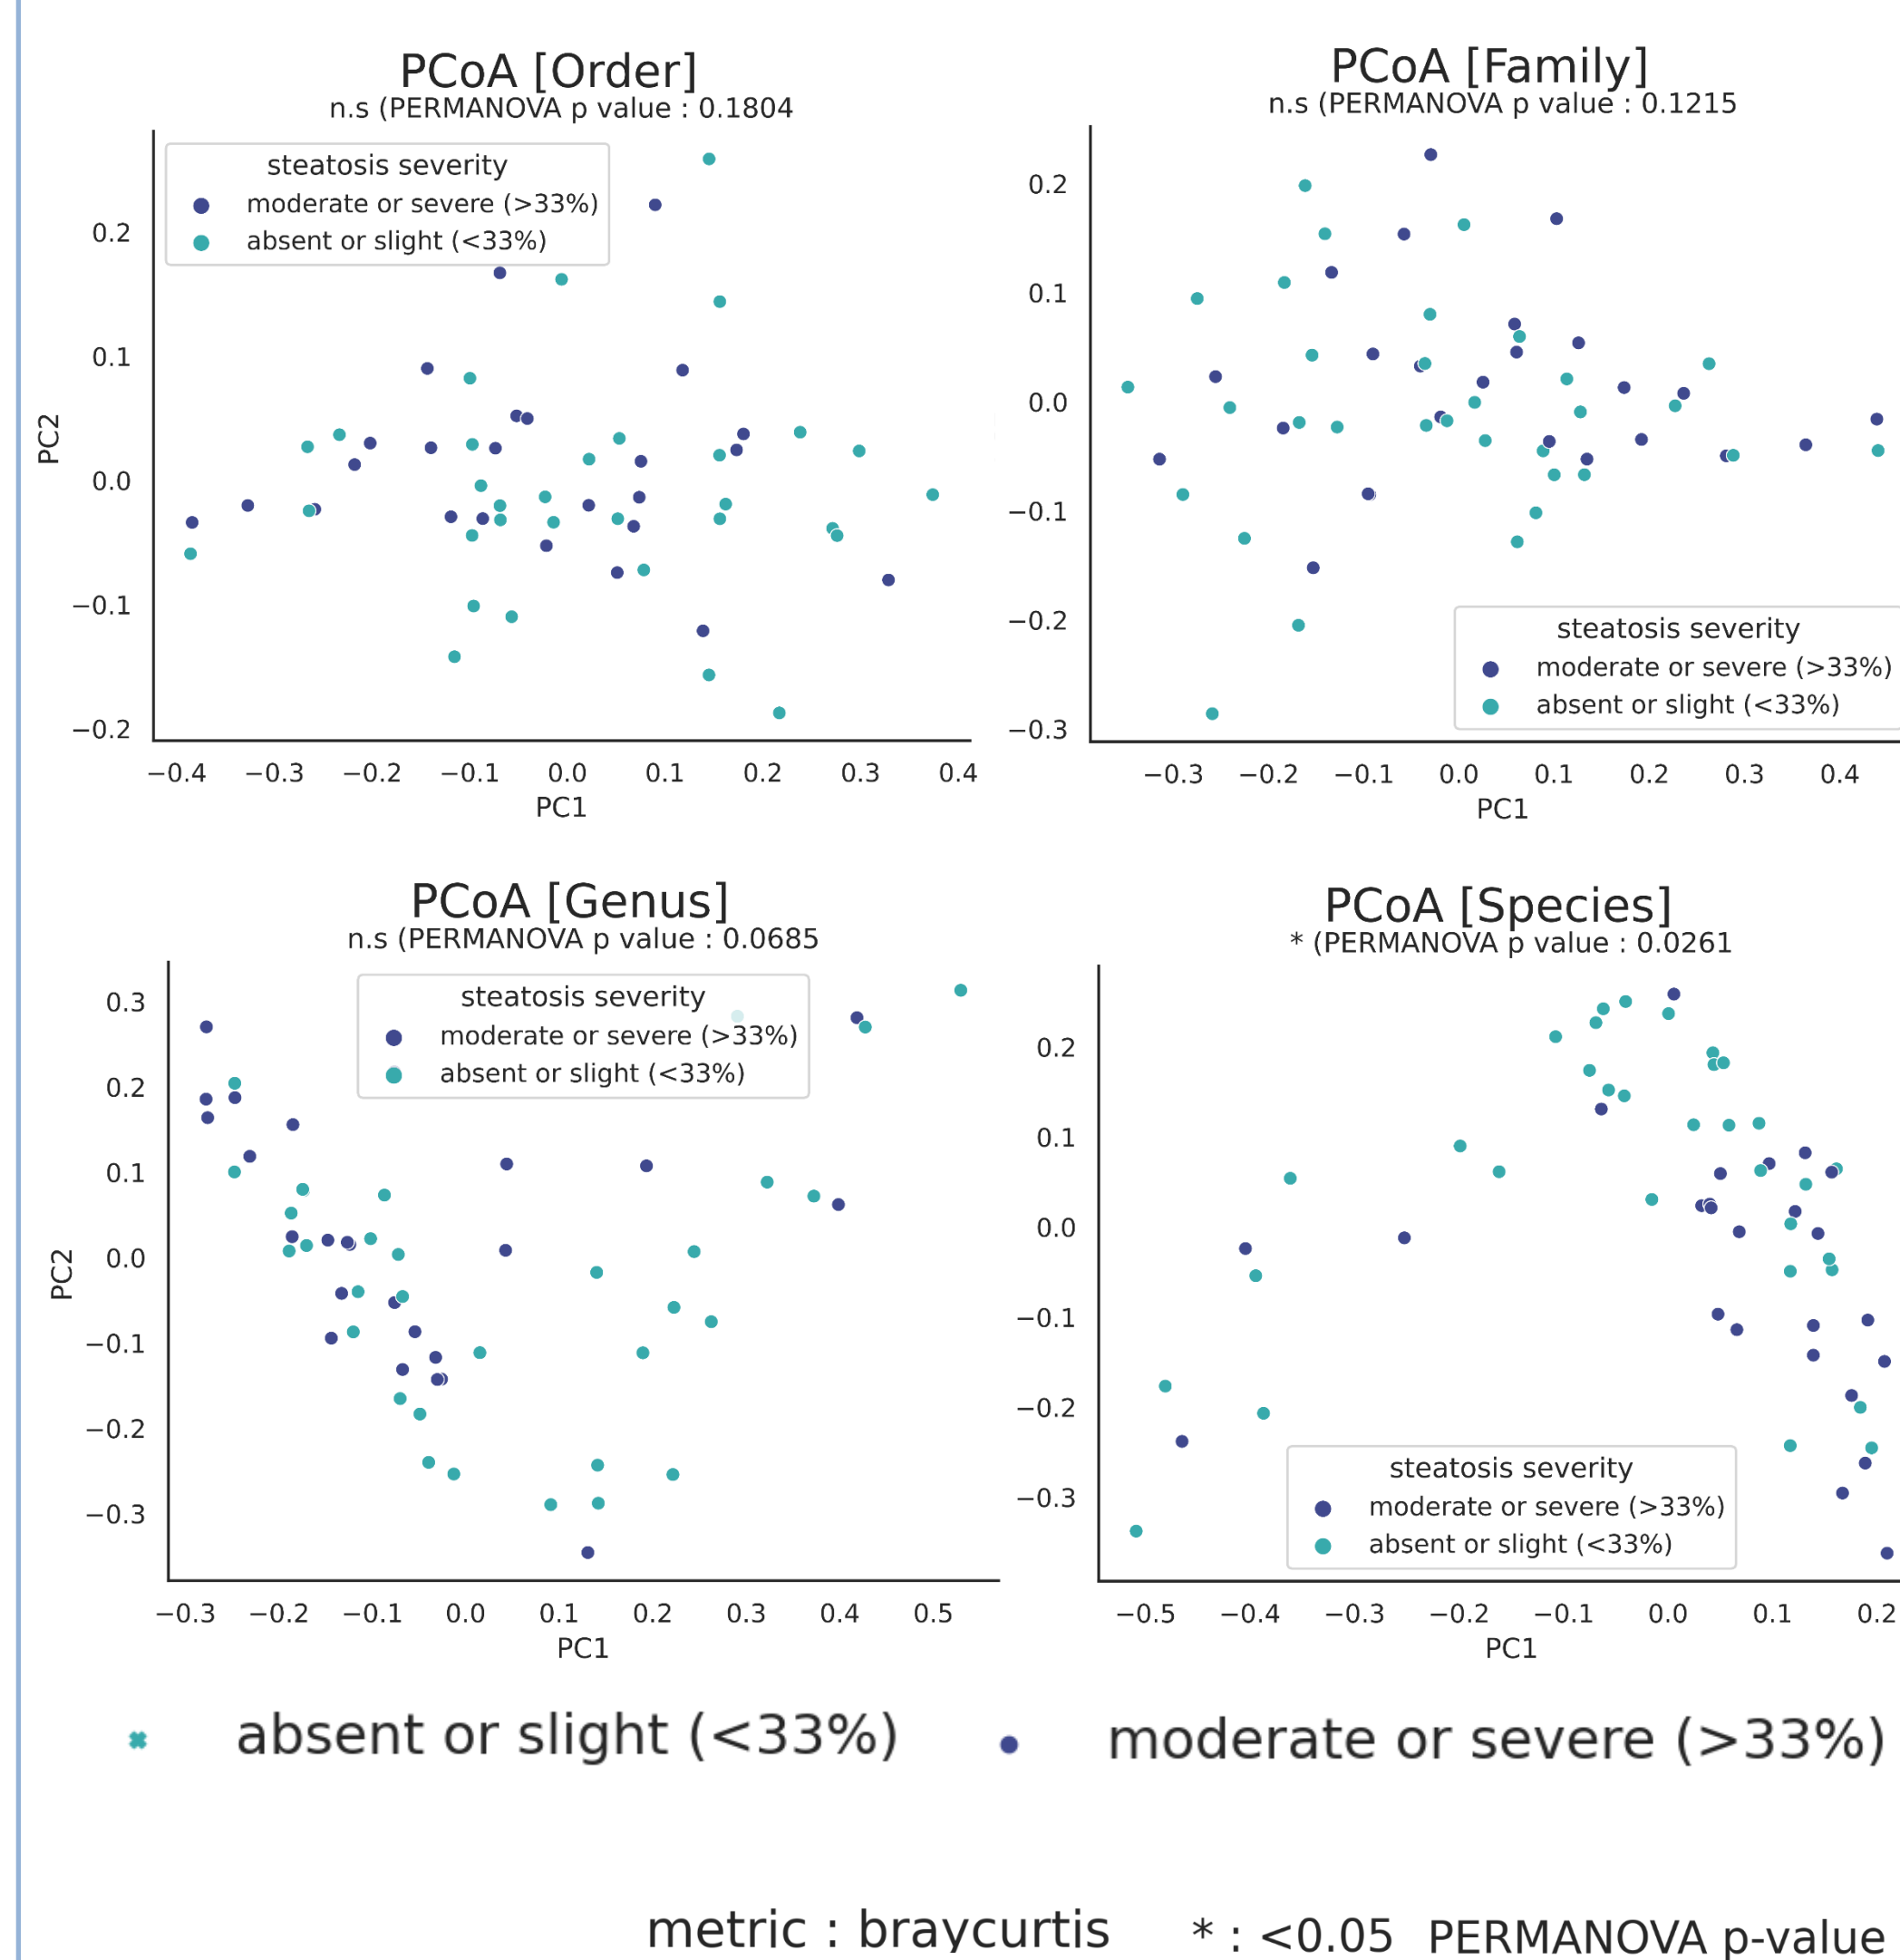 PCoA [Order]
n.s (PERMANOVA p value : 0.1804
steatosis severity
moderate or severe (>33%)
absent or slight (<33%)
PC2
0.2
0.1
0.0
−0.1
−0.2
−0.4 −0.3 −0.2 −0.1 0.0 0.1 0.2 0.3 0.4
PC1
PCoA [Family]
n.s (PERMANOVA p value : 0.1215
0.2
0.1
0.0
−0.1
−0.2
−0.3
steatosis severity
moderate or severe (>33%)
absent or slight (<33%)
−0.3 −0.2 −0.1 0.0 0.1 0.2 0.3 0.4
PC1
PCoA [Genus]
n.s (PERMANOVA p value : 0.0685
steatosis severity
moderate or severe (>33%)
absent or slight (<33%)
PC2
0.3
0.2
0.1
0.0
−0.1
−0.2
−0.3
−0.3 −0.2 −0.1 0.0 0.1 0.2 0.3 0.4 0.5
PC1
PCoA [Species]
* (PERMANOVA p value : 0.0261
0.2
0.1
0.0
−0.1
−0.2
−0.3
steatosis severity
moderate or severe (>33%)
absent or slight (<33%)
−0.5 −0.4 −0.3 −0.2 −0.1 0.0 0.1 0.2
PC1
absent or slight (<33%) moderate or severe (>33%)
metric : braycurtis * : <0.05 PERMANOVA p-value